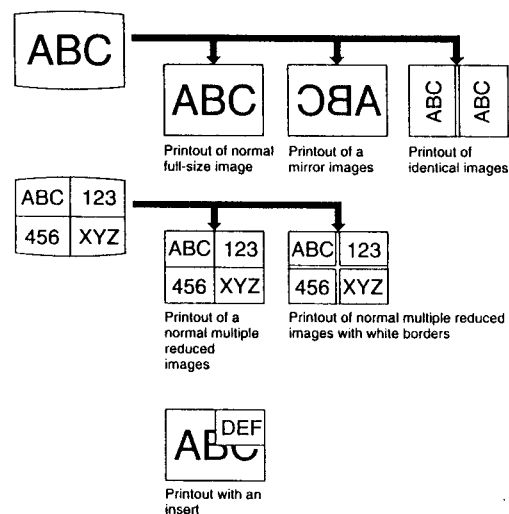 ABC
ABC
ƆBA
ABC
ABC
Printout of normal
full-size image
Printout of a
mirror images
Printout of
identical images
ABC 123
456 XYZ
ABC 123
456 XYZ
ABC 123
456 XYZ
Printout of a
normal multiple
reduced
images
Printout of normal multiple reduced
images with white borders
DEF
ABC
Printout with an
insert